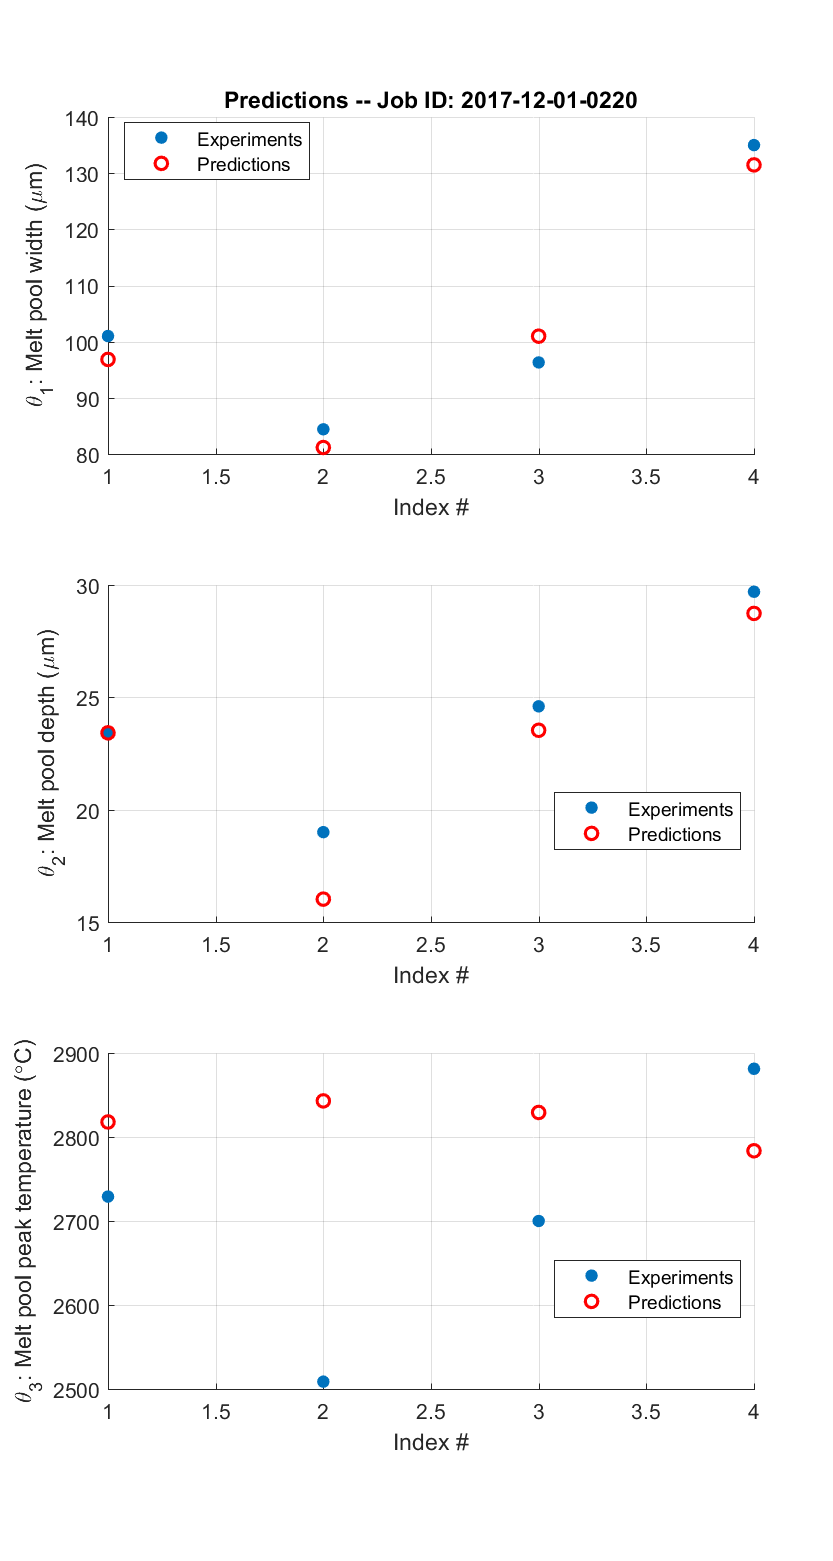 Predictions -- Job ID: 2017-12-01-0220
140
130
120
110
100
90
80
θ1: Melt pool width (μm)
Experiments
Predictions
1 1.5 2 2.5 3 3.5 4
Index #
30
25
20
15
θ2: Melt pool depth (μm)
Experiments
Predictions
1 1.5 2 2.5 3 3.5 4
Index #
2900
2800
2700
2600
2500
θ3: Melt pool peak temperature (°C)
Experiments
Predictions
1 1.5 2 2.5 3 3.5 4
Index #